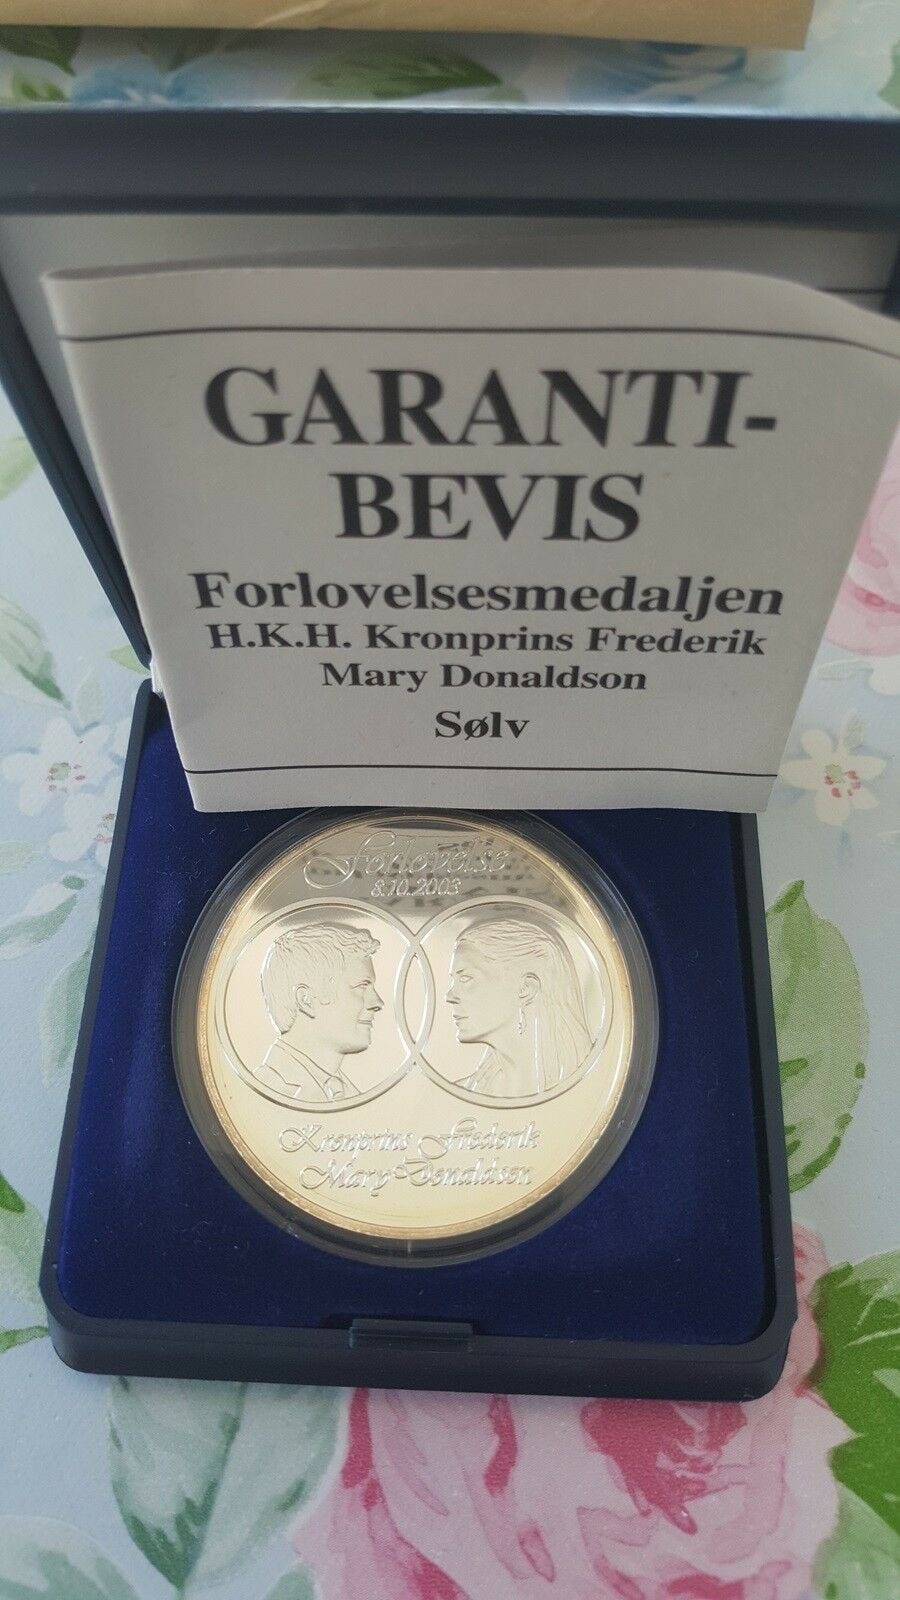 GARANTI-
BEVIS
Forlovelsesmedaljen
H.K.H. Kronprins Frederik
Mary Donaldson
Sølv
Forlovelse
8.10.2003
Kronprins Frederik
Mary Donaldson